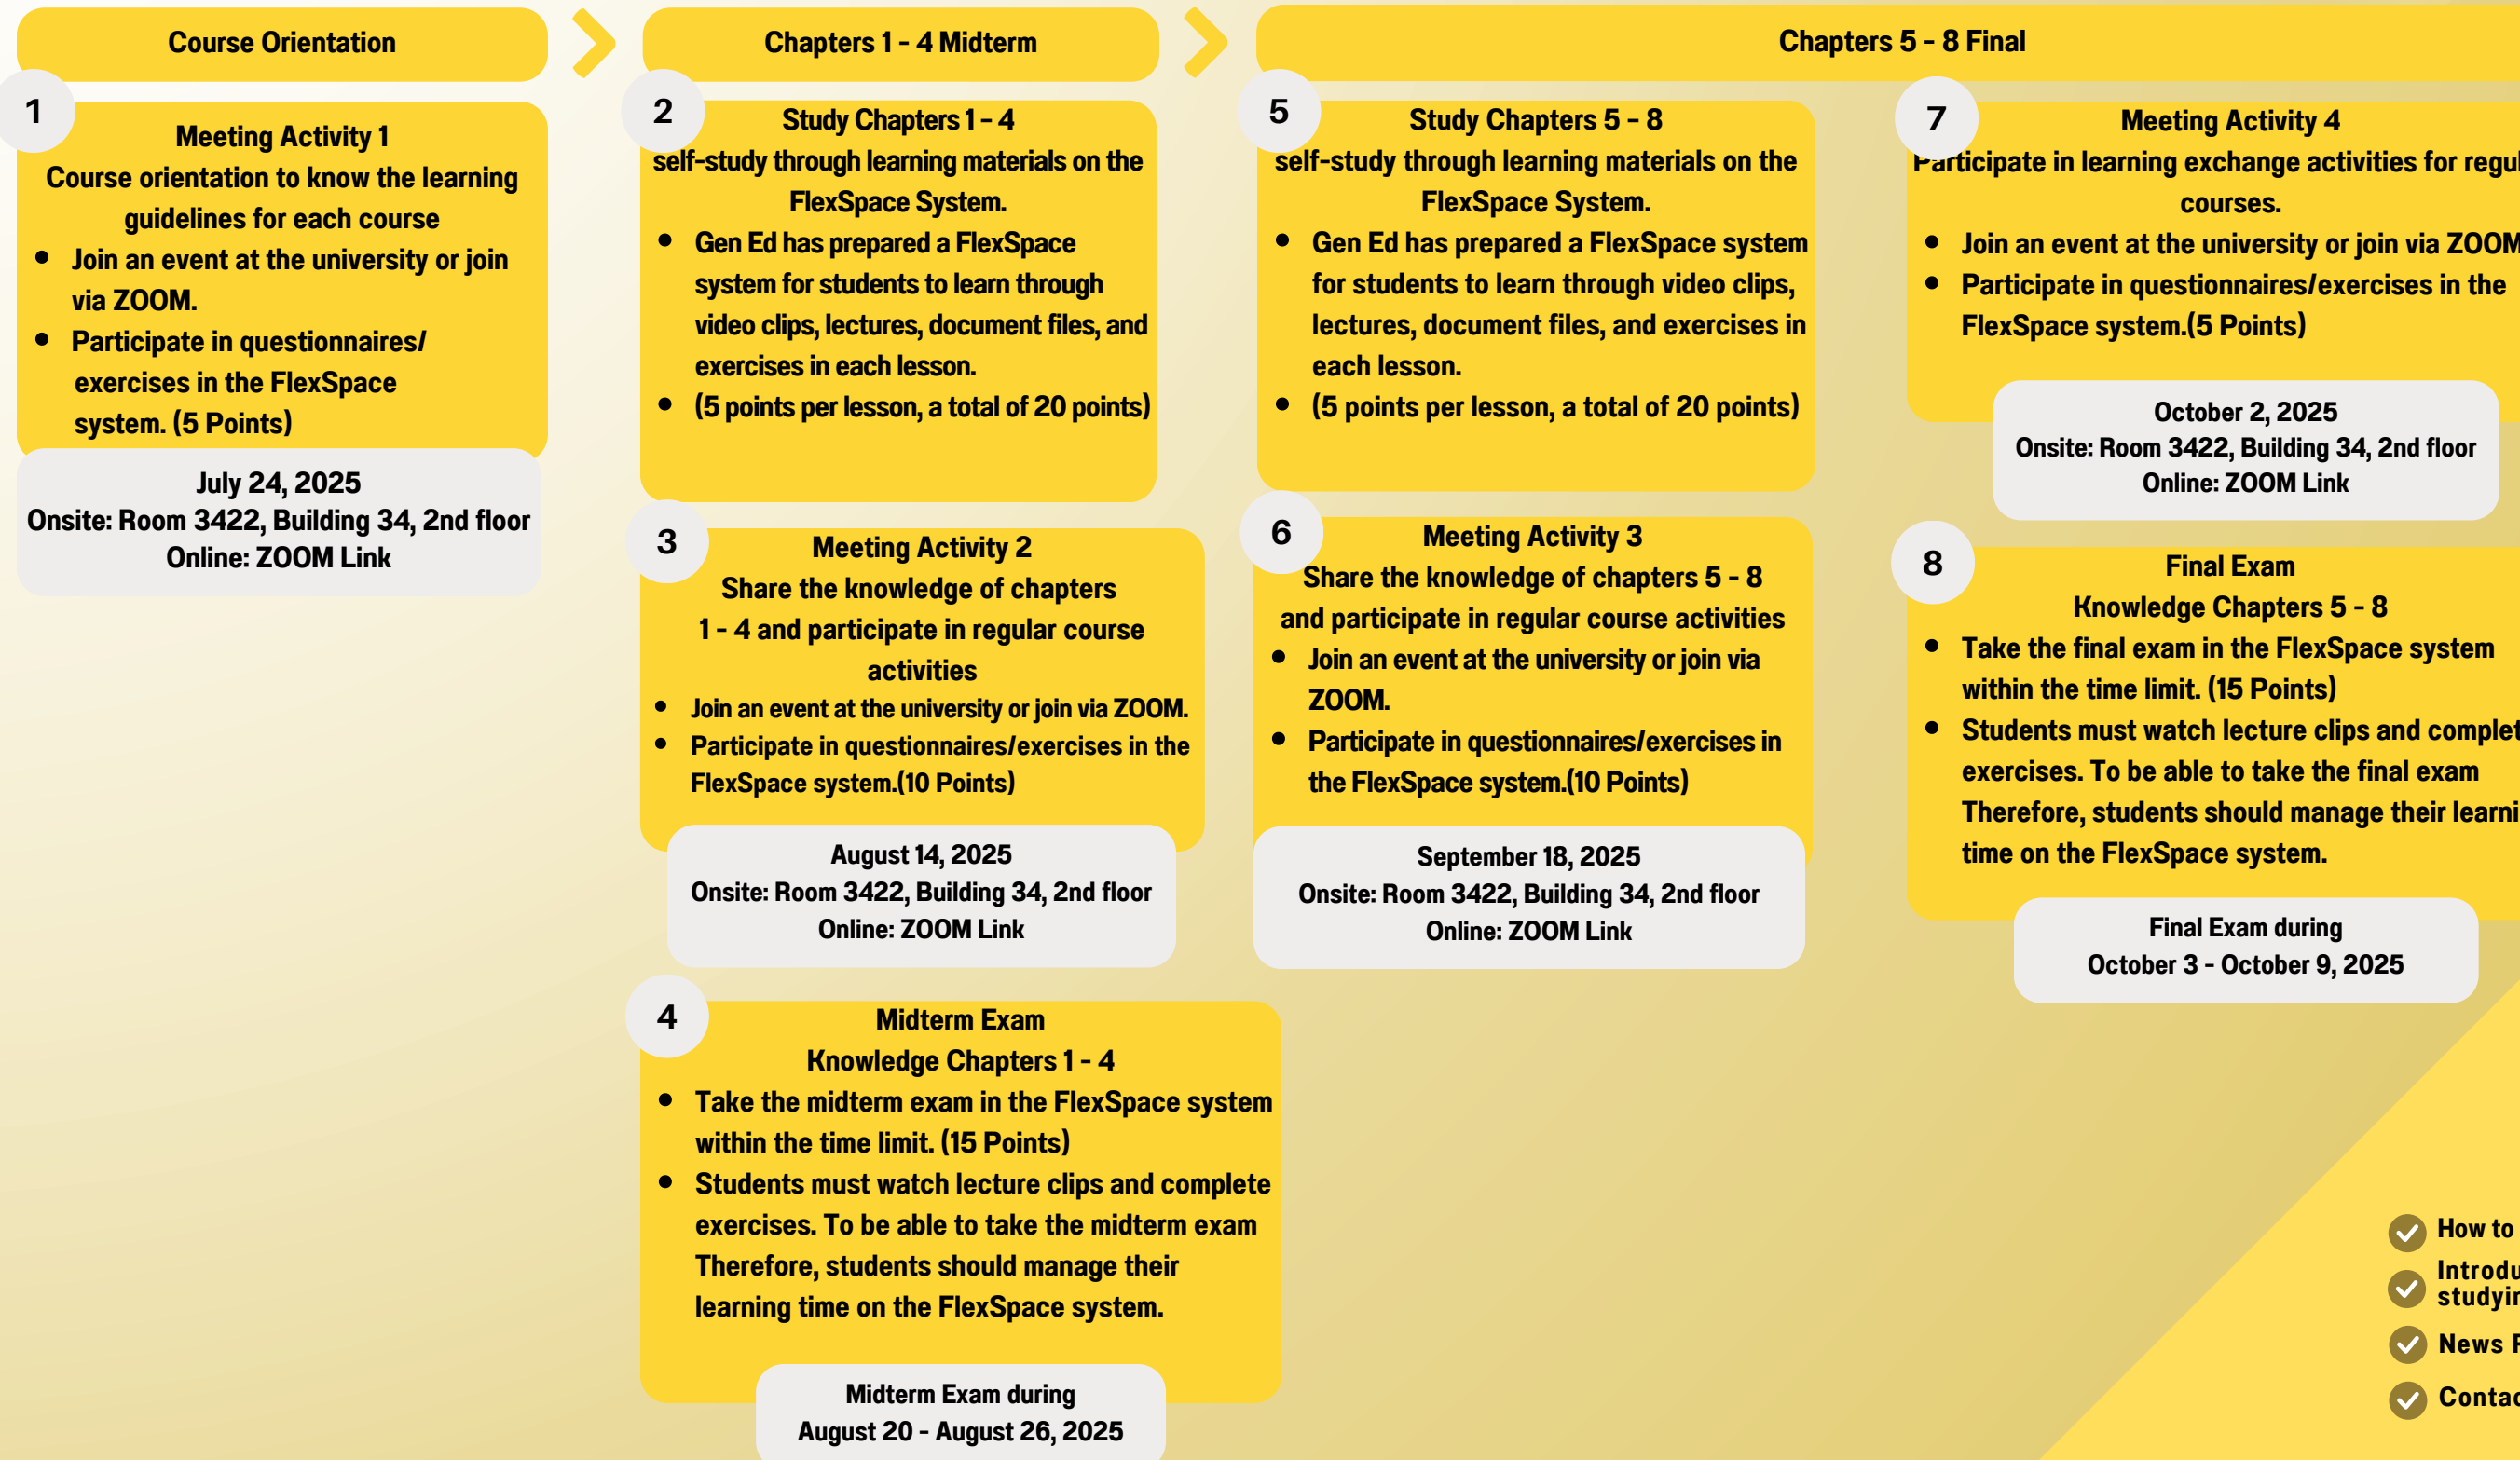 Course Orientation
Chapters 1 - 4 Midterm
Chapters 5 - 8 Final
1
Meeting Activity 1
Course orientation to know the learning
guidelines for each course
• Join an event at the university or join
via ZOOM.
• Participate in questionnaires/
exercises in the FlexSpace
system. (5 Points)
July 24, 2025
Onsite: Room 3422, Building 34, 2nd floor
Online: ZOOM Link
2
Study Chapters 1 - 4
self-study through learning materials on the
FlexSpace System.
• Gen Ed has prepared a FlexSpace
system for students to learn through
video clips, lectures, document files, and
exercises in each lesson.
• (5 points per lesson, a total of 20 points)
3
Meeting Activity 2
Share the knowledge of chapters
1 - 4 and participate in regular course
activities
• Join an event at the university or join via ZOOM.
• Participate in questionnaires/exercises in the
FlexSpace system.(10 Points)
August 14, 2025
Onsite: Room 3422, Building 34, 2nd floor
Online: ZOOM Link
4
Midterm Exam
Knowledge Chapters 1 - 4
• Take the midterm exam in the FlexSpace system
within the time limit. (15 Points)
• Students must watch lecture clips and complete
exercises. To be able to take the midterm exam
Therefore, students should manage their
learning time on the FlexSpace system.
Midterm Exam during
August 20 - August 26, 2025
5
Study Chapters 5 - 8
self-study through learning materials on the
FlexSpace System.
• Gen Ed has prepared a FlexSpace system
for students to learn through video clips,
lectures, document files, and exercises in
each lesson.
• (5 points per lesson, a total of 20 points)
6
Meeting Activity 3
Share the knowledge of chapters 5 - 8
and participate in regular course activities
• Join an event at the university or join via
ZOOM.
• Participate in questionnaires/exercises in
the FlexSpace system.(10 Points)
September 18, 2025
Onsite: Room 3422, Building 34, 2nd floor
Online: ZOOM Link
7
Meeting Activity 4
Participate in learning exchange activities for
courses.
• Join an event at the university or join via ZOOM
• Participate in questionnaires/exercises in the
FlexSpace system.(5 Points)
October 2, 2025
Onsite: Room 3422, Building 34, 2nd floor
Online: ZOOM Link
8
Final Exam
Knowledge Chapters 5 - 8
• Take the final exam in the FlexSpace system
within the time limit. (15 Points)
• Students must watch lecture clips and
exercises. To be able to take the final exam
Therefore, students should manage their
time on the FlexSpace system.
Final Exam during
October 3 - October 9, 2025
How to
News